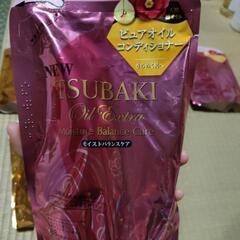 ピュアオイル
コンディショナー
NEW
TSUBAKI
Oil Extra
Moisture Balance Care
モイストバランスケア